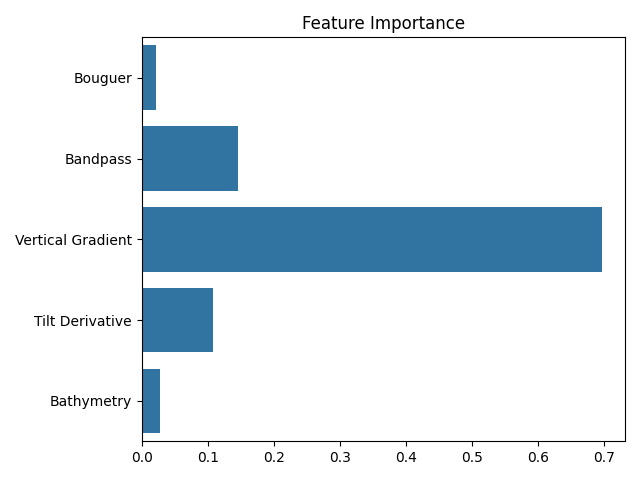 Feature Importance
Bouguer
Bandpass
Vertical Gradient
Tilt Derivative
Bathymetry
0.0 0.1 0.2 0.3 0.4 0.5 0.6 0.7